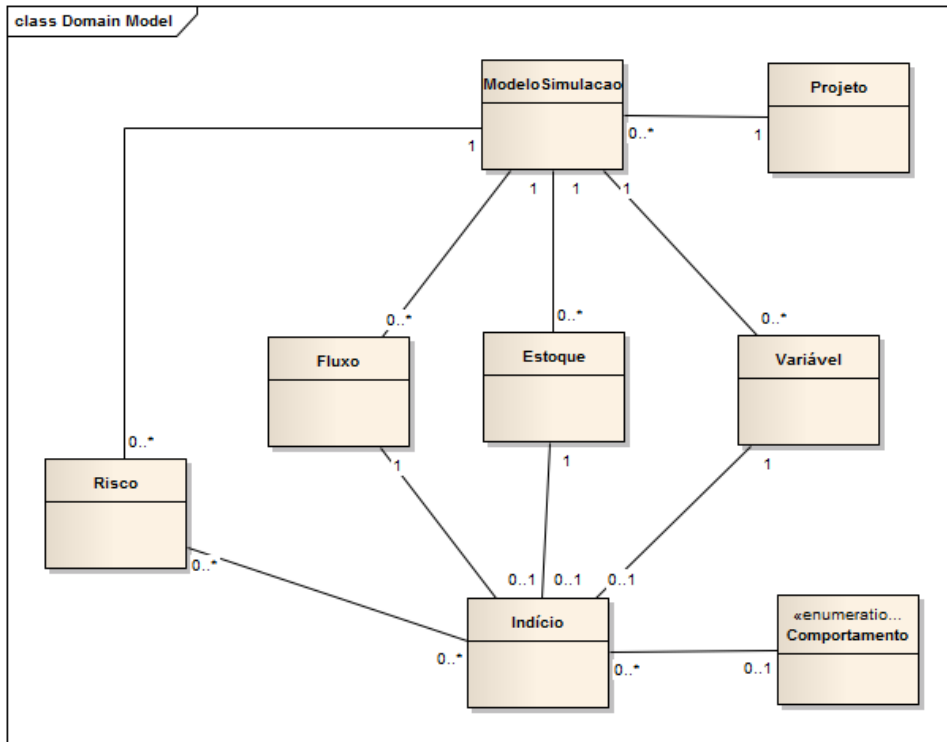 class Domain Model
ModeloSimulacao
Projeto
0..*
1
1
1
1
1
0..*
0..*
0..*
Fluxo
Estoque
Variável
0..*
1
1
1
Risco
0..*
0..1
0..1
0..1
Indício
«enumeratio...
Comportamento
0..*
0..*
0..1